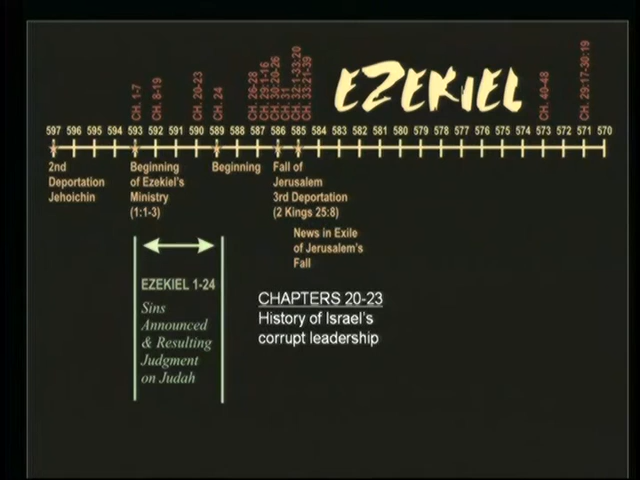 EZEKIEL
CH. 1-7
CH. 8-19
CH. 20-23
CH. 24
CH. 26-28
CH. 29:1-16
CH. 30:20-26
CH. 31
CH. 32:1-33:20
CH. 33:21-39
CH. 40-48
CH. 29:17-30:19
597 596 595 594 593 592 591 590 589 588 587 586 585 584 583 582 581 580 579 578 577 576 575 574 573 572 571 570
2nd
Deportation
Jehoichin
Beginning
of Ezekiel's
Ministry
(1:1-3)
Beginning
Fall of
Jerusalem
3rd Deportation
(2 Kings 25:8)
News in Exile
of Jerusalem's
Fall
EZEKIEL 1-24
Sins
Announced
& Resulting
Judgment
on Judah
CHAPTERS 20-23
History of Israel's
corrupt leadership